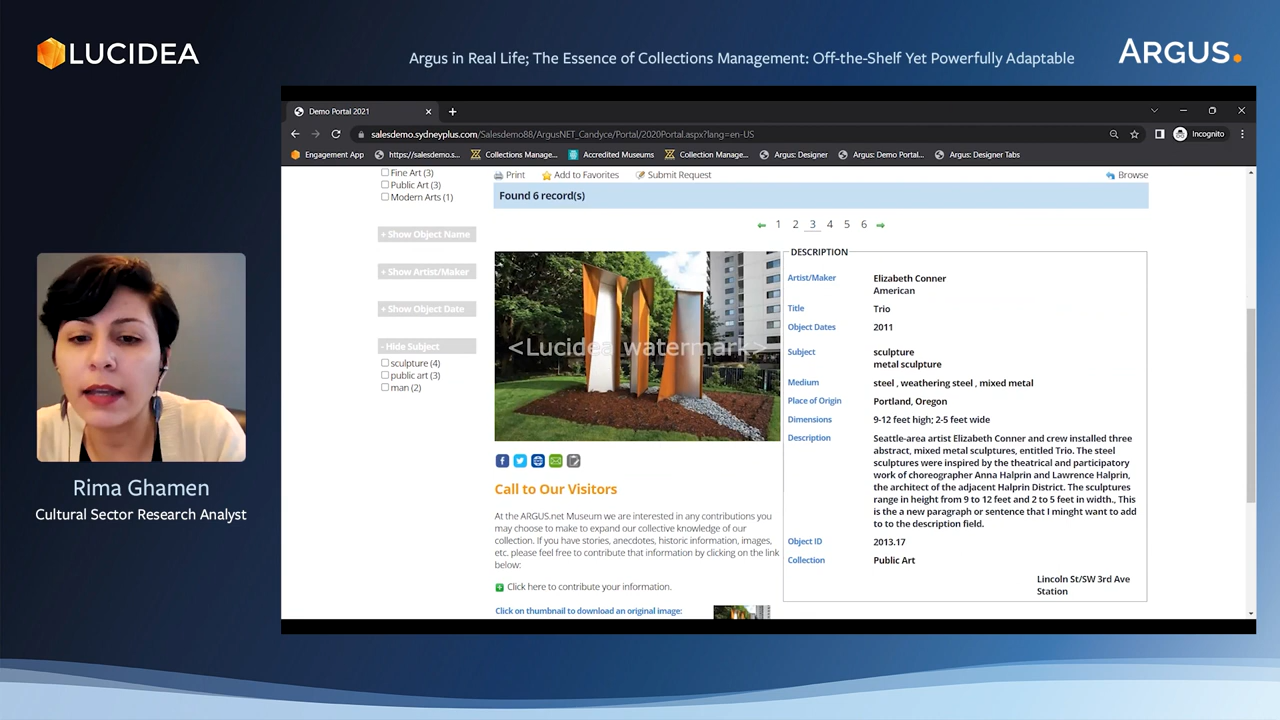 LUCIDEA
Argus in Real Life; The Essence of Collections Management: Off-the-Shelf Yet Powerfully Adaptable
ARGUS.
Demo Portal 2021
salesdemo.sydneyplus.com/Salesdemo88/ArgusNET_Candyce/Portal/2020Portal.aspx?lang=en-US
Incognito
Engagement App
https://salesdemo.s...
Collections Manage...
Accredited Museums
Collection Manage...
Argus: Designer
Argus: Demo Portal...
Argus: Designer Tabs
Fine Art (3)
Public Art (3)
Modern Arts (1)
+ Show Object Name
+ Show Artist/Maker
+ Show Object Date
- Hide Subject
sculpture (4)
public art (3)
man (2)
Print
Add to Favorites
Submit Request
Browse
Found 6 record(s)
1 2 3 4 5 6
<Lucidea watermark>
DESCRIPTION
Artist/Maker Elizabeth Conner
American
Title Trio
Object Dates 2011
Subject sculpture
metal sculpture
Medium steel , weathering steel , mixed metal
Place of Origin Portland, Oregon
Dimensions 9-12 feet high; 2-5 feet wide
Description Seattle-area artist Elizabeth Conner and crew installed three
abstract, mixed metal sculptures, entitled Trio. The steel
sculptures were inspired by the theatrical and participatory
work of choreographer Anna Halprin and Lawrence Halprin,
the architect of the adjacent Halprin District. The sculptures
range in height from 9 to 12 feet and 2 to 5 feet in width., This
is the a new paragraph or sentence that I minght want to add
to to the description field.
Object ID 2013.17
Collection Public Art
Lincoln St/SW 3rd Ave
Station
Call to Our Visitors
At the ARGUS.net Museum we are interested in any contributions you
may choose to make to expand our collective knowledge of our
collection. If you have stories, anecdotes, historic information, images,
etc. please feel free to contribute that information by clicking on the link
below:
Click here to contribute your information.
Click on thumbnail to download an original image:
Rima Ghamen
Cultural Sector Research Analyst